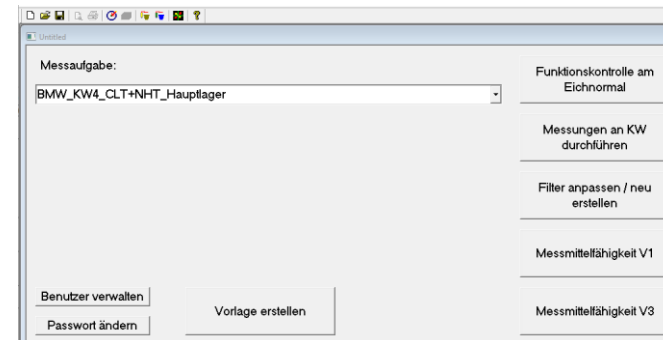 Untitled
Messaufgabe:
BMW_KW4_CLT+NHT_Hauptlager
Funktionskontrolle am
Eichnormal
Messungen an KW
durchführen
Filter anpassen / neu
erstellen
Messmittelfähigkeit V1
Benutzer verwalten
Passwort ändern
Vorlage erstellen
Messmittelfähigkeit V3